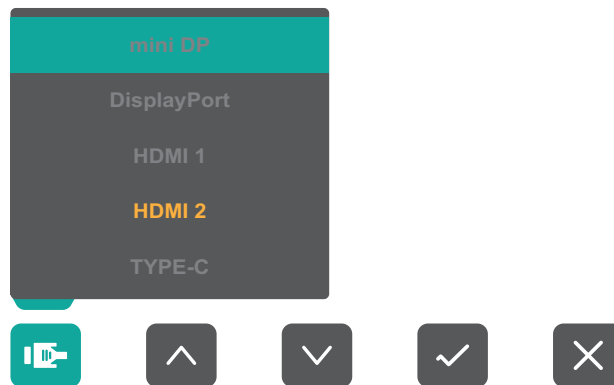 mini DP
DisplayPort
HDMI 1
HDMI 2
TYPE-C